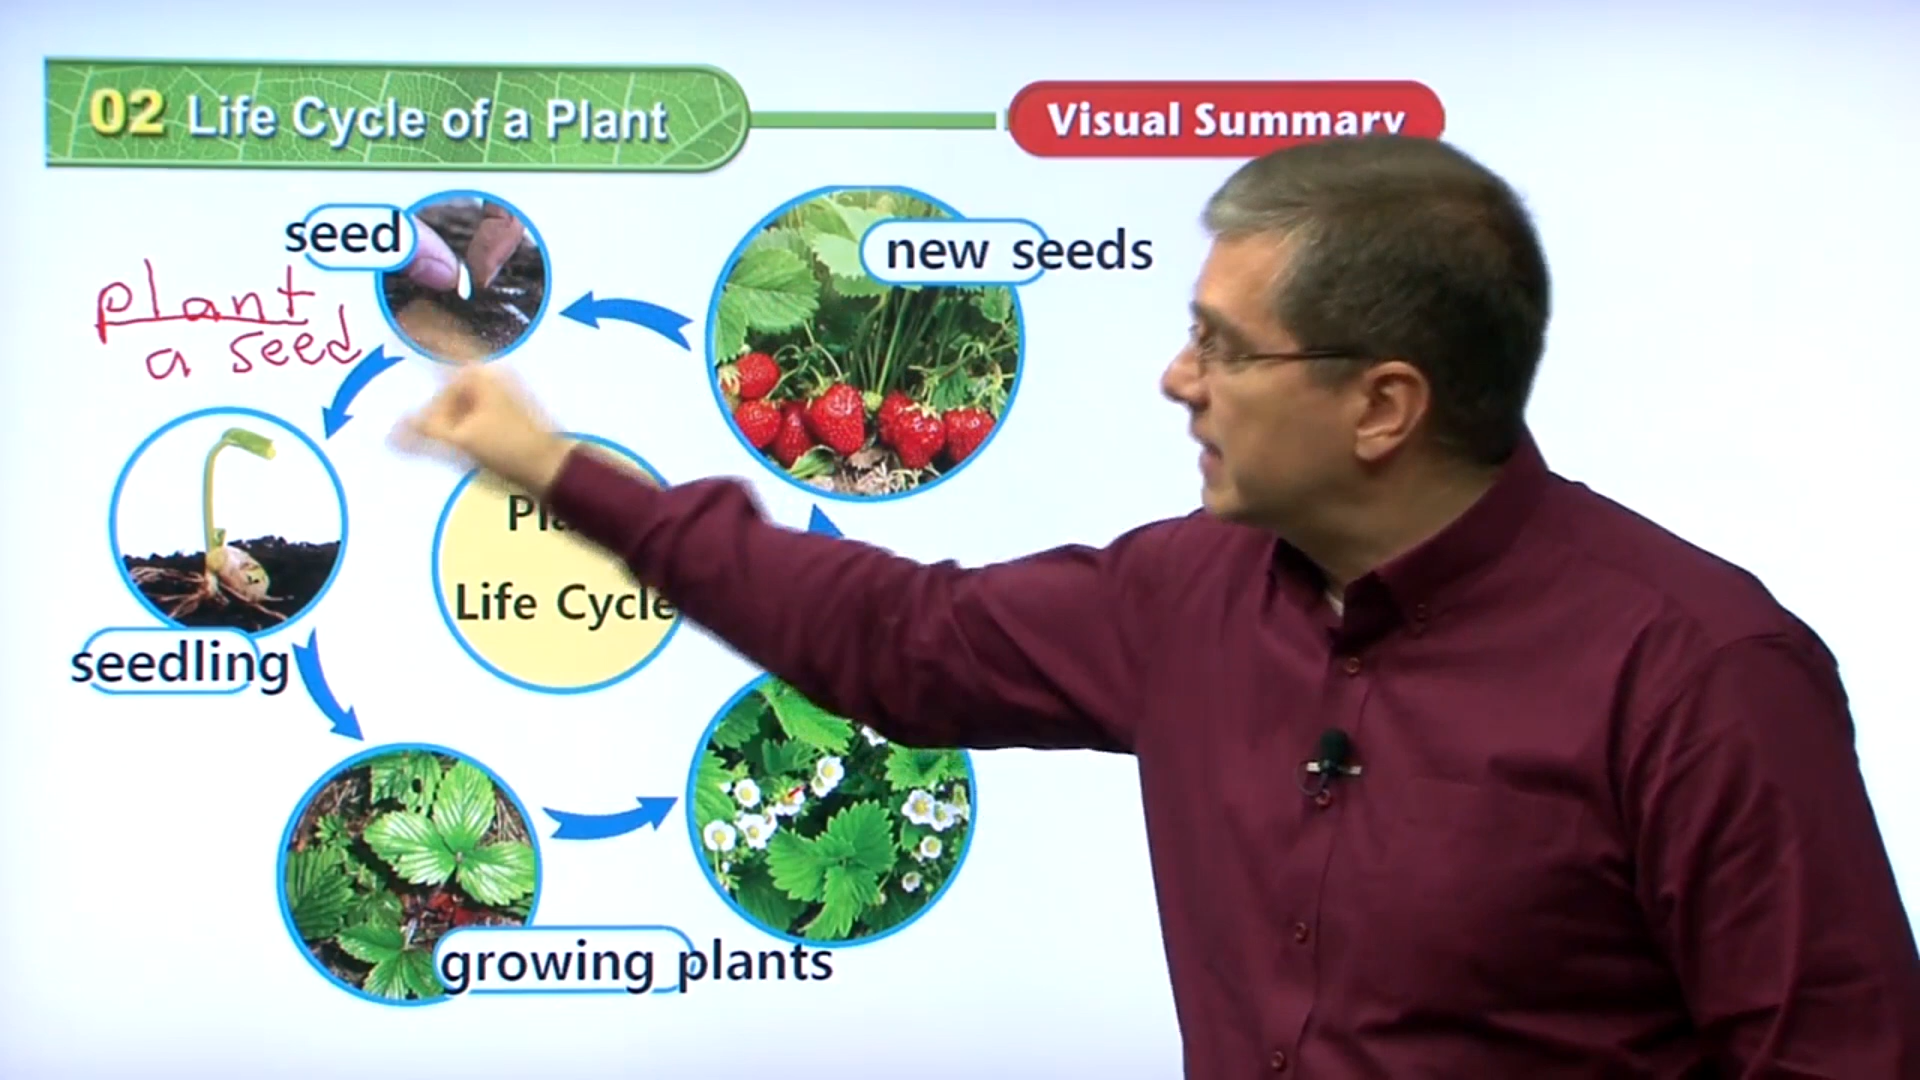 02 Life Cycle of a Plant
Visual Summary
seed
new seeds
plant
a seed
Life Cycle
seedling
growing plants